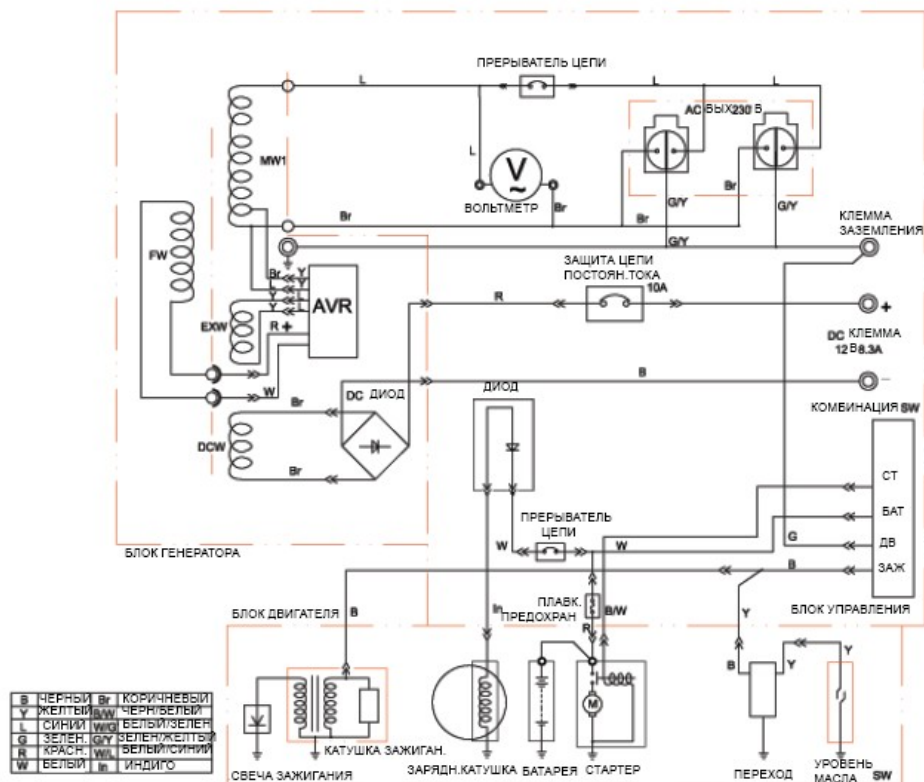 ПРЕРЫВАТЕЛЬ ЦЕПИ
L
L
L
AC ВЫХ230 В
MW1
L
V
~
ВОЛЬТМЕТР
Br
Br
Br
Br
G/Y
G/Y
G/Y
КЛЕММА
ЗАЗЕМЛЕНИЯ
FW
ЗАЩИТА ЦЕПИ
ПОСТОЯН.ТОКА
10А
Br Y
L Y
Y L
Y L
AVR
R +
EXW
W
R
+
DC КЛЕММА
12 В 8.3А
DC ДИОД
B
−
ДИОД
КОМБИНАЦИЯ SW
Br
DCW
Br
СТ
БАТ
ДВ
ЗАЖ
ПРЕРЫВАТЕЛЬ
ЦЕПИ
W
W
G
B
БЛОК ГЕНЕРАТОРА
БЛОК ДВИГАТЕЛЯ
B
In
ПЛАВК.
ПРЕДОХРАН
B/W
R
Y
БЛОК УПРАВЛЕНИЯ
B
Y
Y
M
B ЧЕРНЫЙ Br КОРИЧНЕВЫЙ
Y ЖЕЛТЫЙ B/W ЧЕРН/БЕЛЫЙ
L СИНИЙ W/G БЕЛЫЙ/ЗЕЛЕН
G ЗЕЛЕН. G/Y ЗЕЛЕН/ЖЕЛТЫЙ
R КРАСН. W/L БЕЛЫЙ/СИНИЙ
W БЕЛЫЙ In ИНДИГО
СВЕЧА ЗАЖИГАНИЯ
КАТУШКА ЗАЖИГАН.
ЗАРЯДН.КАТУШКА
БАТАРЕЯ
СТАРТЕР
ПЕРЕХОД
УРОВЕНЬ
МАСЛА SW